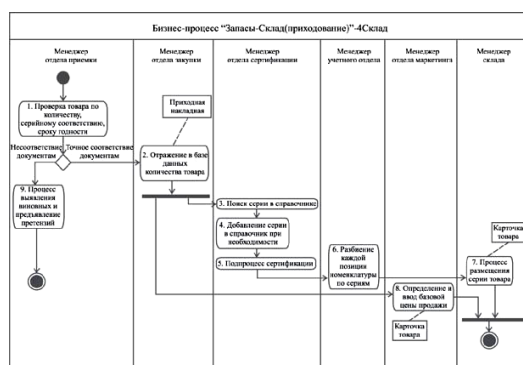 Бизнес-процесс “Запасы-Склад(приходование)”-4Склад
Менеджер
отдела приемки
Менеджер
отдела закупки
Менеджер
отдела сертификации
Менеджер
учетного отдела
Менеджер
отдела маркетинга
Менеджер
склада
1. Проверка товара по
количеству,
серийному соответствию,
сроку годности
Несоответствие
документам
Точное соответствие
документам
9. Процесс
выявления
виновных и
предъявление
претензий
Приходная
накладная
2. Отражение в базе
данных
количества товара
3. Поиск серии в справочнике
4. Добавление серии
в справочник при
необходимости
5. Подпроцесс сертификации
6. Разбиение
каждой
позиции
номенклатуры
по сериям
Карточка
товара
7. Процесс
размещения
серии товара
8. Определение и
ввод базовой
цены продажи
Карточка
товара